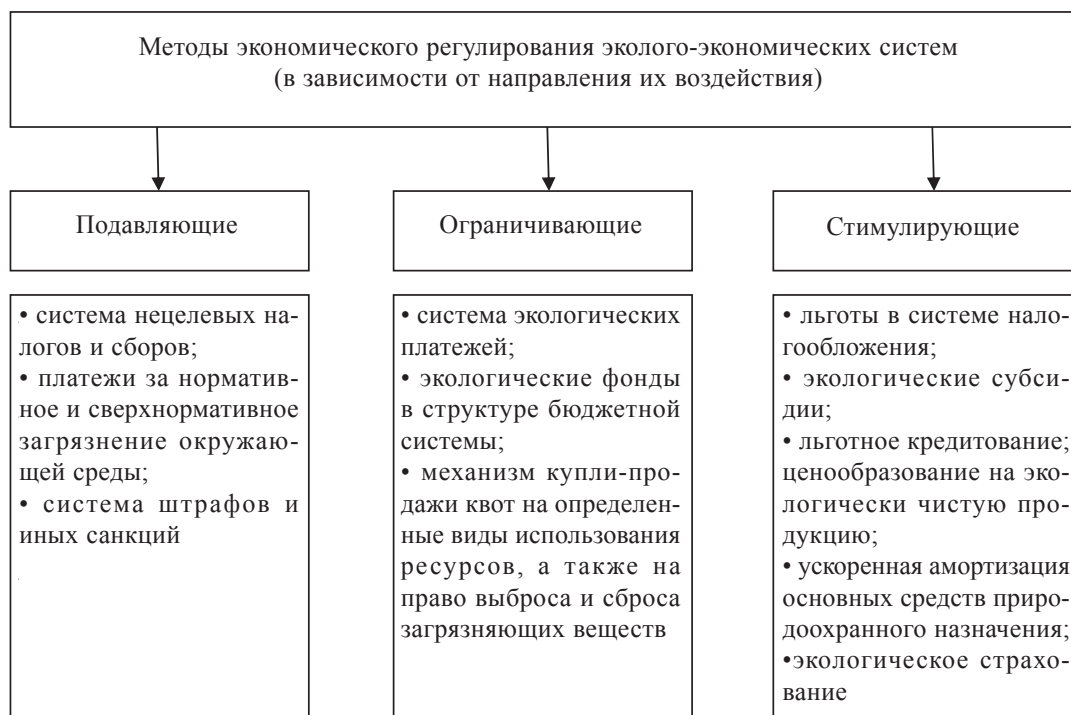 Методы экономического регулирования эколого-экономических систем
(в зависимости от направления их воздействия)
Подавляющие
Ограничивающие
Стимулирующие
• система нецелевых на-
логов и сборов;
• платежи за норматив-
ное и сверхнормативное
загрязнение окружаю-
щей среды;
• система штрафов и
иных санкций
• система экологических
платежей;
• экологические фонды
в структуре бюджетной
системы;
• механизм купли-про-
дажи квот на определен-
ные виды использования
ресурсов, а также на
право выброса и сброса
загрязняющих веществ
• льготы в системе нало-
гообложения;
• экологические субси-
дии;
• льготное кредитование;
ценообразование на эко-
логически чистую про-
дукцию;
• ускоренная амортизация
основных средств приро-
доохранного назначения;
•экологическое страхо-
вание